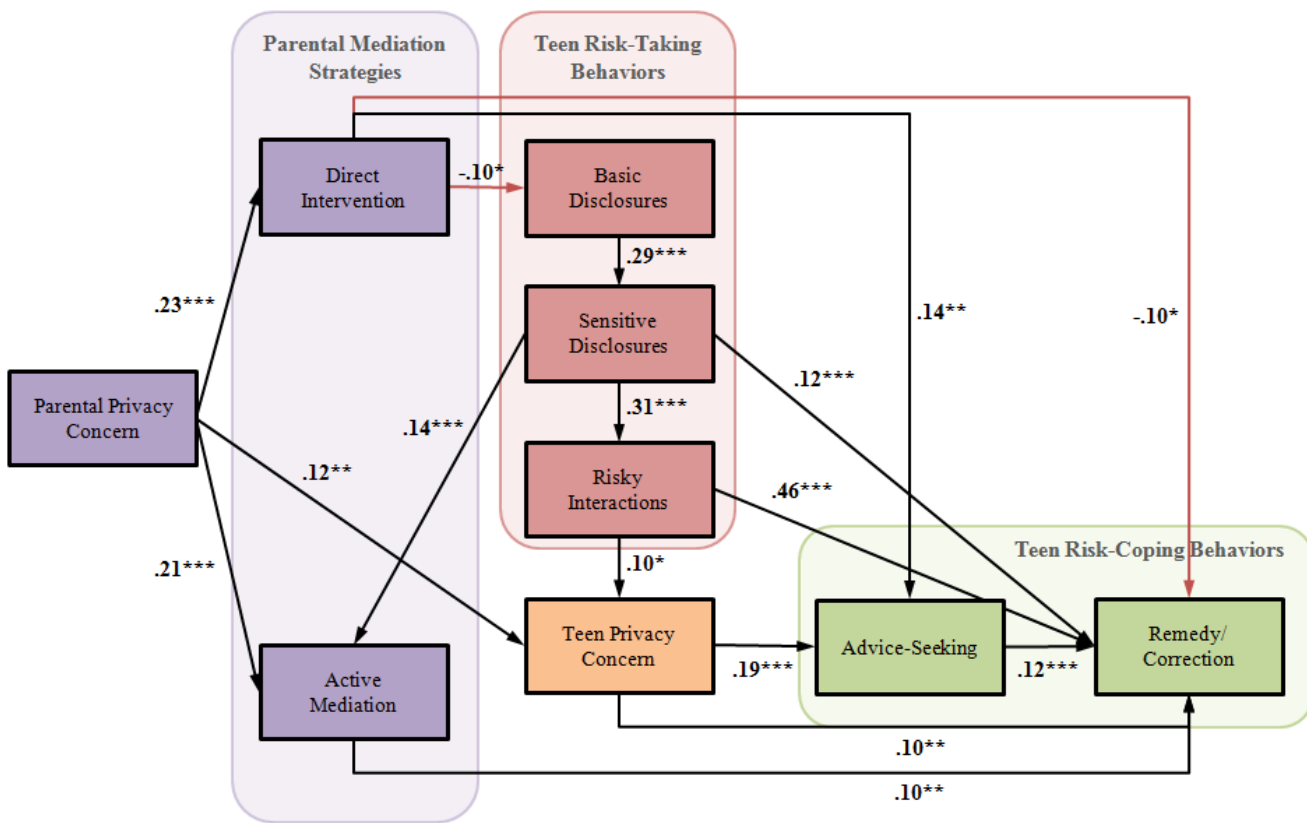 Parental Mediation
Strategies
Teen Risk-Taking
Behaviors
Direct
Intervention
-.10*
Basic
Disclosures
.29***
.23***
Sensitive
Disclosures
.14**
-.10*
.12***
Parental Privacy
Concern
.14***
.31***
.12**
Risky
Interactions
.46***
.21***
.10*
Teen Risk-Coping Behaviors
Teen Privacy
Concern
.19***
Advice-Seeking
.12***
Remedy/
Correction
Active
Mediation
.10**
.10**